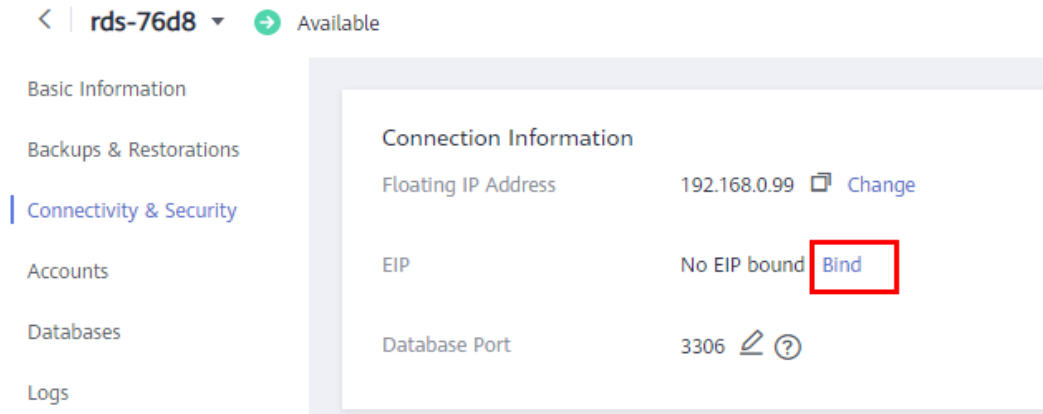 rds-76d8 Available
Basic Information
Backups & Restorations
Connectivity & Security
Accounts
Databases
Logs
Connection Information
Floating IP Address 192.168.0.99 Change
EIP No EIP bound Bind
Database Port 3306